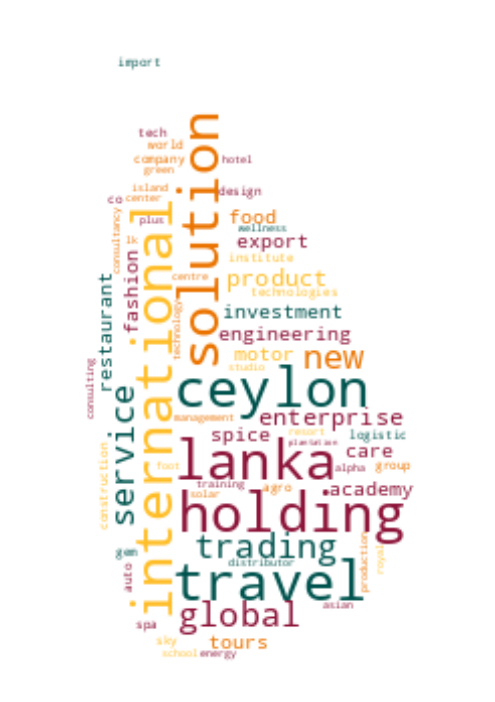 import
tech
world
company
hotel
green
island
design
co
center
solution
plus
food
wellness
consultancy
lk
export
international
institute
fashion
centre
product
technologies
restaurant
technology
investment
engineering
motor
new
studio
consulting
ceylon
service
management
enterprise
spice
resort
logistic
plantation
lanka
care
foot
alpha
group
construction
training
solar
agro
academy
holding
trading
gem
distributor
production
royal
auto
travel
global
asian
spa
sky
tours
school
energy